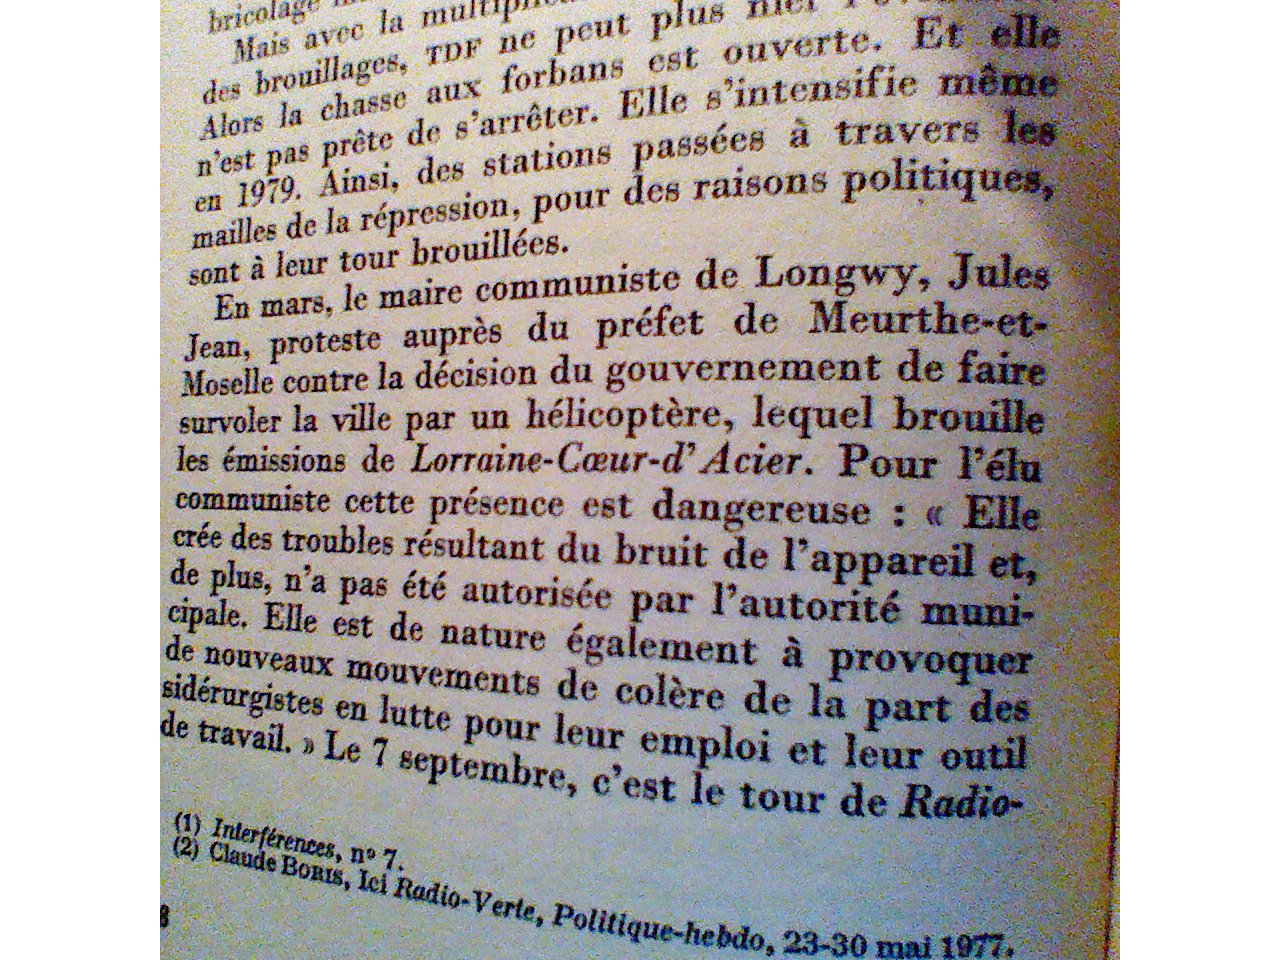 bricolage
Mais avec la
des brouillages, TDF ne peut plus nier
Alors la chasse aux forbans est ouverte. Et elle
n'est pas prête de s'arrêter. Elle s'intensifie même
en 1979. Ainsi, des stations passées à travers les
mailles de la répression, pour des raisons politiques,
sont à leur tour brouillées.
En mars, le maire communiste de Longwy, Jules
Jean, proteste auprès du préfet de Meurthe-et-
Moselle contre la décision du gouvernement de faire
survoler la ville par un hélicoptère, lequel brouille
les émissions de Lorraine-Cœur-d'Acier. Pour l'élu
communiste cette présence est dangereuse : « Elle
crée des troubles résultant du bruit de l'appareil et,
de plus, n'a pas été autorisée par l'autorité muni-
cipale. Elle est de nature également à provoquer
de nouveaux mouvements de colère de la part des
sidérurgistes en lutte pour leur emploi et leur outil
de travail. » Le 7 septembre, c'est le tour de Radio-
(1) Interférences, nº 7.
(2) Claude BORIS, Ici Radio-Verte, Politique-hebdo, 23-30 mai 1977.